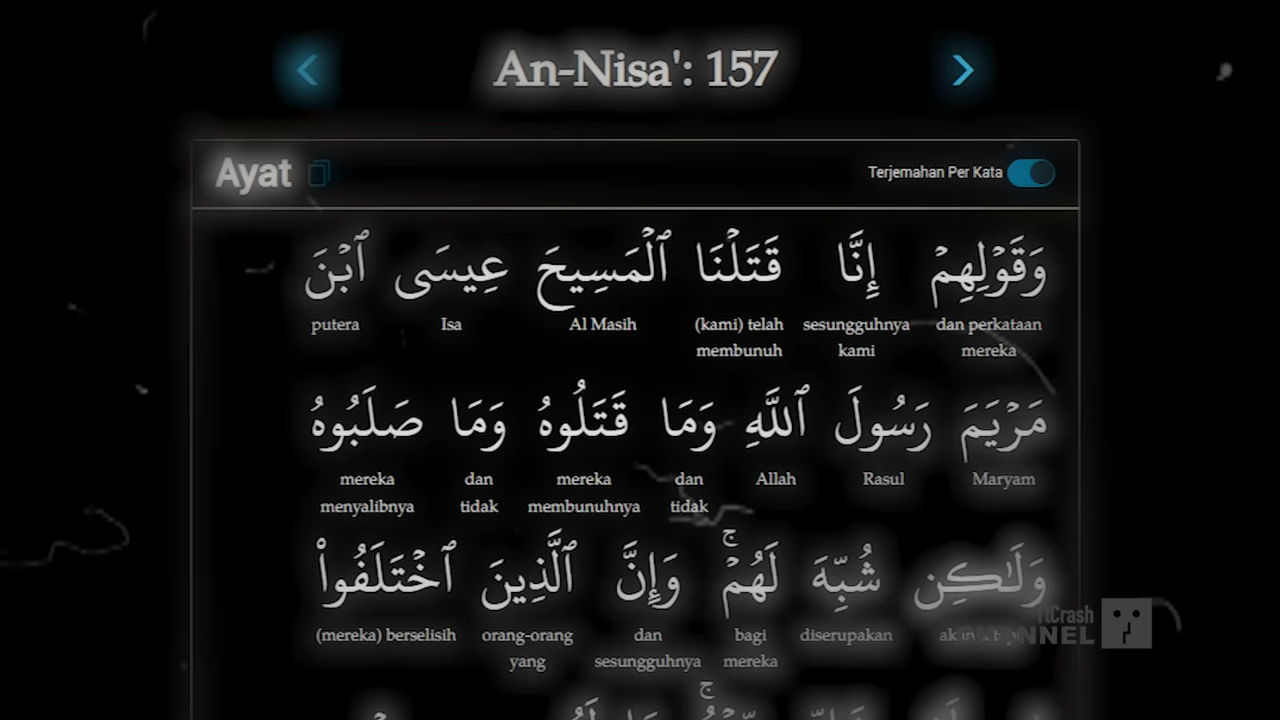 An-Nisa': 157
Ayat
Terjemahan Per Kata
وَقَوْلِهِمْ إِنَّا قَتَلْنَا ٱلْمَسِيحَ عِيسَى ٱبْنَ
dan perkataan mereka sesungguhnya kami (kami) telah membunuh Al Masih Isa putera
مَرْيَمَ رَسُولَ ٱللَّهِ وَمَا قَتَلُوهُ وَمَا صَلَبُوهُ
Maryam Rasul Allah dan tidak mereka membunuhnya dan tidak mereka menyalibnya
وَلَـٰكِن شُبِّهَ لَهُمْ ۚ وَإِنَّ ٱلَّذِينَ ٱخْتَلَفُوا۟
diserupakan bagi mereka dan sesungguhnya orang-orang yang (mereka) berselisih
CHANNEL